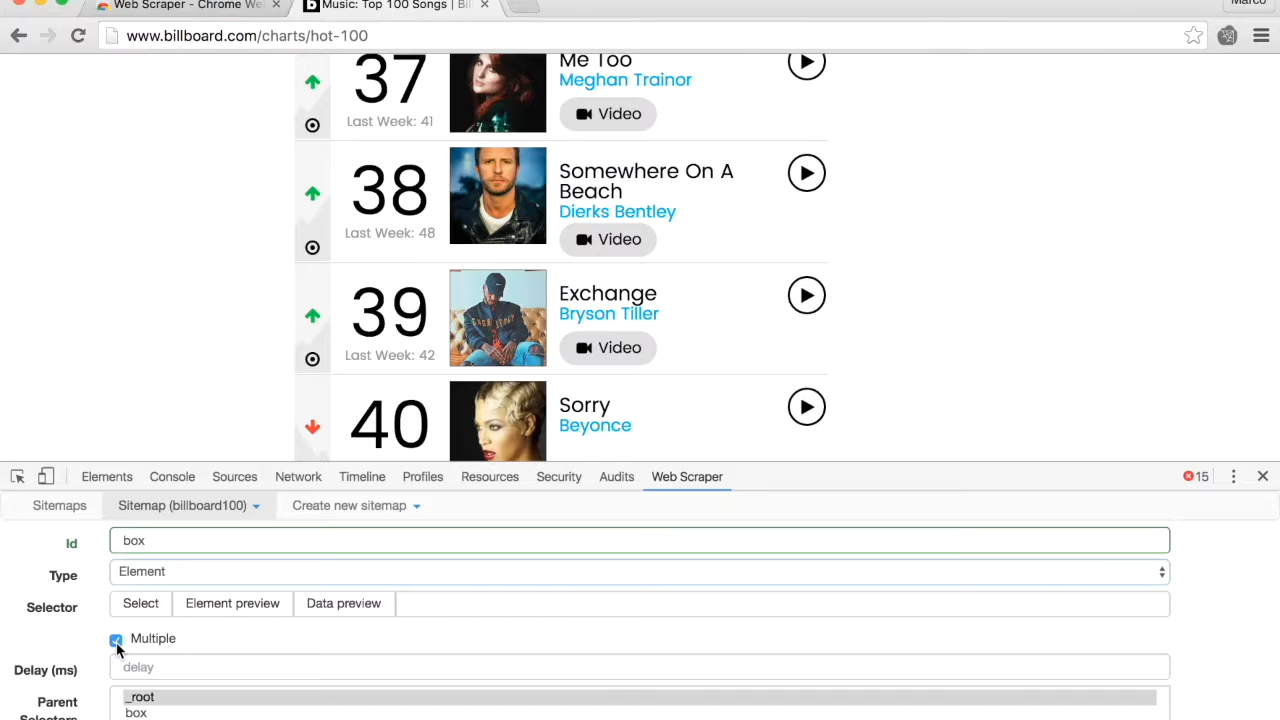 Web Scraper - Chrome We
Music: Top 100 Songs | Bil
Marco
www.billboard.com/charts/hot-100
37
Last Week: 41
Me Too
Meghan Trainor
Video
38
Last Week: 48
Somewhere On A
Beach
Dierks Bentley
Video
39
Last Week: 42
Exchange
Bryson Tiller
Video
40
Sorry
Beyonce
Elements Console Sources Network Timeline Profiles Resources Security Audits Web Scraper 15
Sitemaps Sitemap (billboard100) Create new sitemap
Id box
Type Element
Selector Select Element preview Data preview
Multiple
Delay (ms) delay
Parent _root
Selectors box